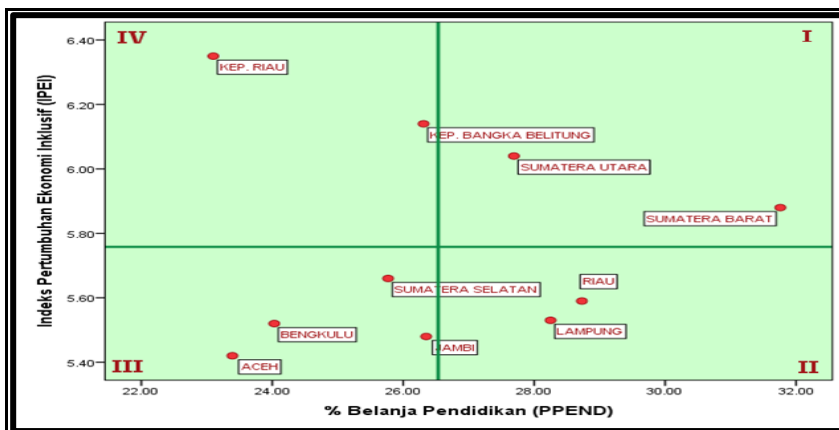 IV
I
6.40
KEP. RIAU
Indeks Pertumbuhan Ekonomi Inklusif (IPEI)
6.20
KEP. BANGKA BELITUNG
6.00
SUMATERA UTARA
SUMATERA BARAT
5.80
RIAU
SUMATERA SELATAN
5.60
BENGKULU
LAMPUNG
JAMBI
5.40
ACEH
III
II
22.00 24.00 26.00 28.00 30.00 32.00
% Belanja Pendidikan (PPEND)